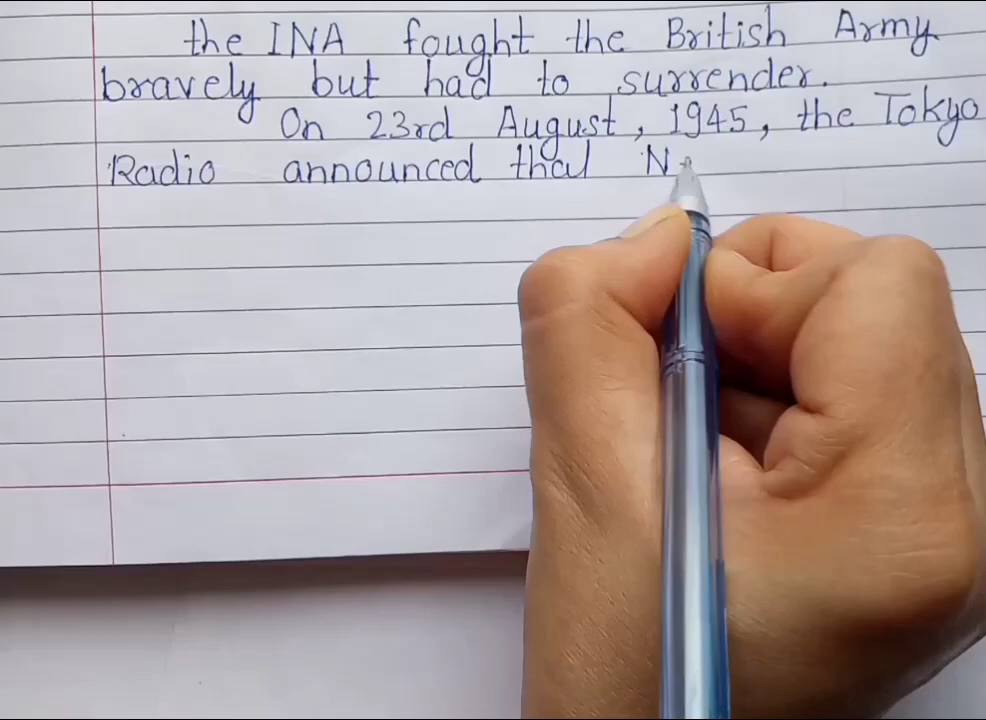 the INA fought the British Army
bravely but had to surrender.
On 23rd August, 1945, the Tokyo
Radio announced that N